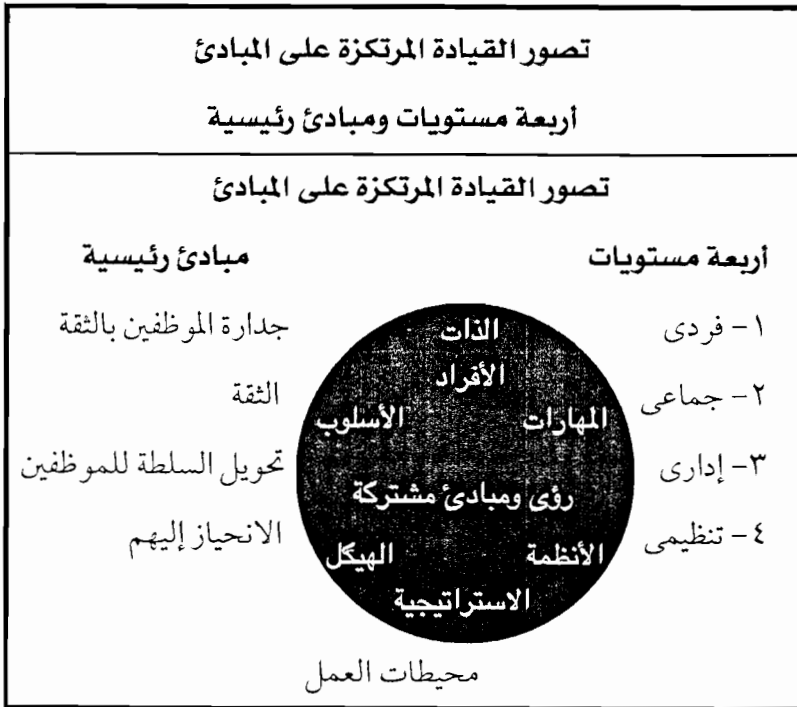 تصور القيادة المرتكزة على المبادئ
أربعة مستويات ومبادئ رئيسية
تصور القيادة المرتكزة على المبادئ
أربعة مستويات
مبادئ رئيسية
١- فردى
جدارة الموظفين بالثقة
٢- جماعى
الثقة
٣- إدارى
تحويل السلطة للموظفين
٤- تنظيمى
الانحياز إليهم
الذات
الأفراد
المهارات
الأسلوب
رؤى ومبادئ مشتركة
الأنظمة
الهيكل
الاستراتيجية
محيطات العمل